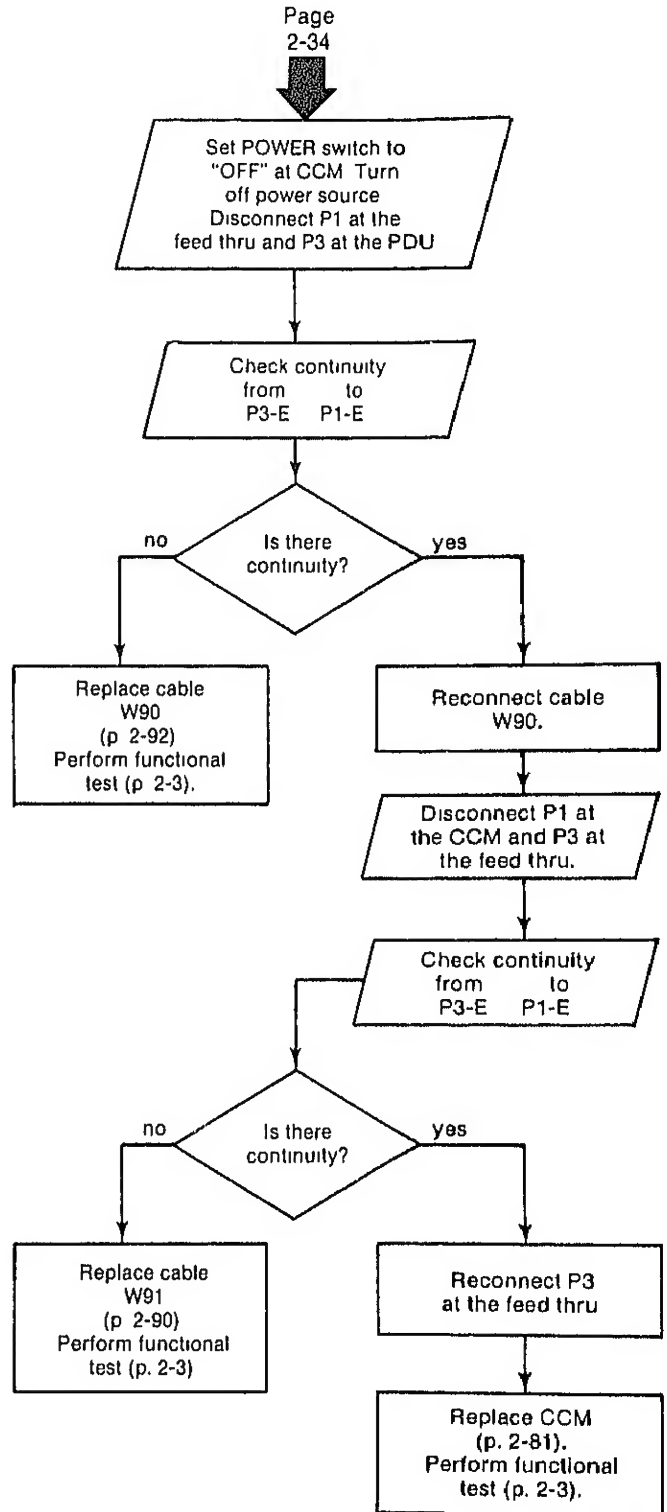 Page
2-34
Set POWER switch to
"OFF" at CCM Turn
off power source
Disconnect P1 at the
feed thru and P3 at the PDU
Check continuity
from to
P3-E P1-E
Is there
continuity?
no
yes
Replace cable
W90
(p 2-92)
Perform functional
test (p 2-3).
Reconnect cable
W90.
Disconnect P1 at
the CCM and P3 at
the feed thru.
Check continuity
from to
P3-E P1-E
Is there
continuity?
no
yes
Replace cable
W91
(p 2-90)
Perform functional
test (p. 2-3)
Reconnect P3
at the feed thru
Replace CCM
(p. 2-81).
Perform functional
test (p. 2-3).